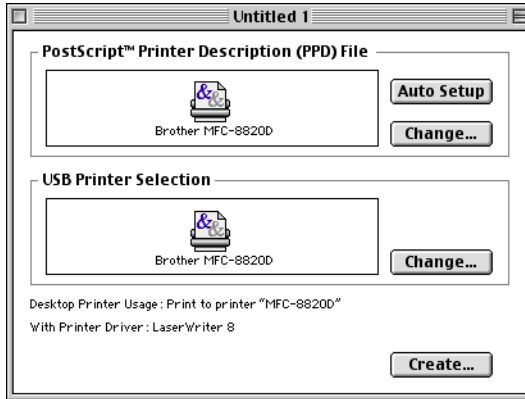 Untitled 1
PostScript™ Printer Description (PPD) File
&&
Brother MFC-8820D
Auto Setup
Change...
USB Printer Selection
&&
Brother MFC-8820D
Change...
Desktop Printer Usage : Print to printer “MFC-8820D”
With Printer Driver : LaserWriter 8
Create...